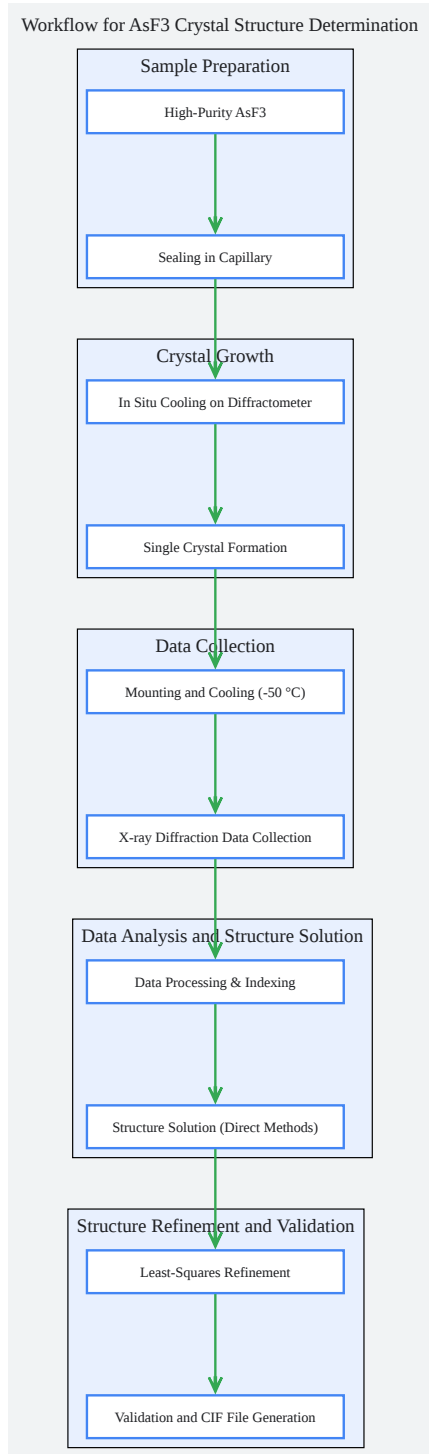 Workflow for AsF3 Crystal Structure Determination
Sample Preparation
High-Purity AsF3
Sealing in Capillary
Crystal Growth
In Situ Cooling on Diffractometer
Single Crystal Formation
Data Collection
Mounting and Cooling (-50 °C)
X-ray Diffraction Data Collection
Data Analysis and Structure Solution
Data Processing & Indexing
Structure Solution (Direct Methods)
Structure Refinement and Validation
Least-Squares Refinement
Validation and CIF File Generation